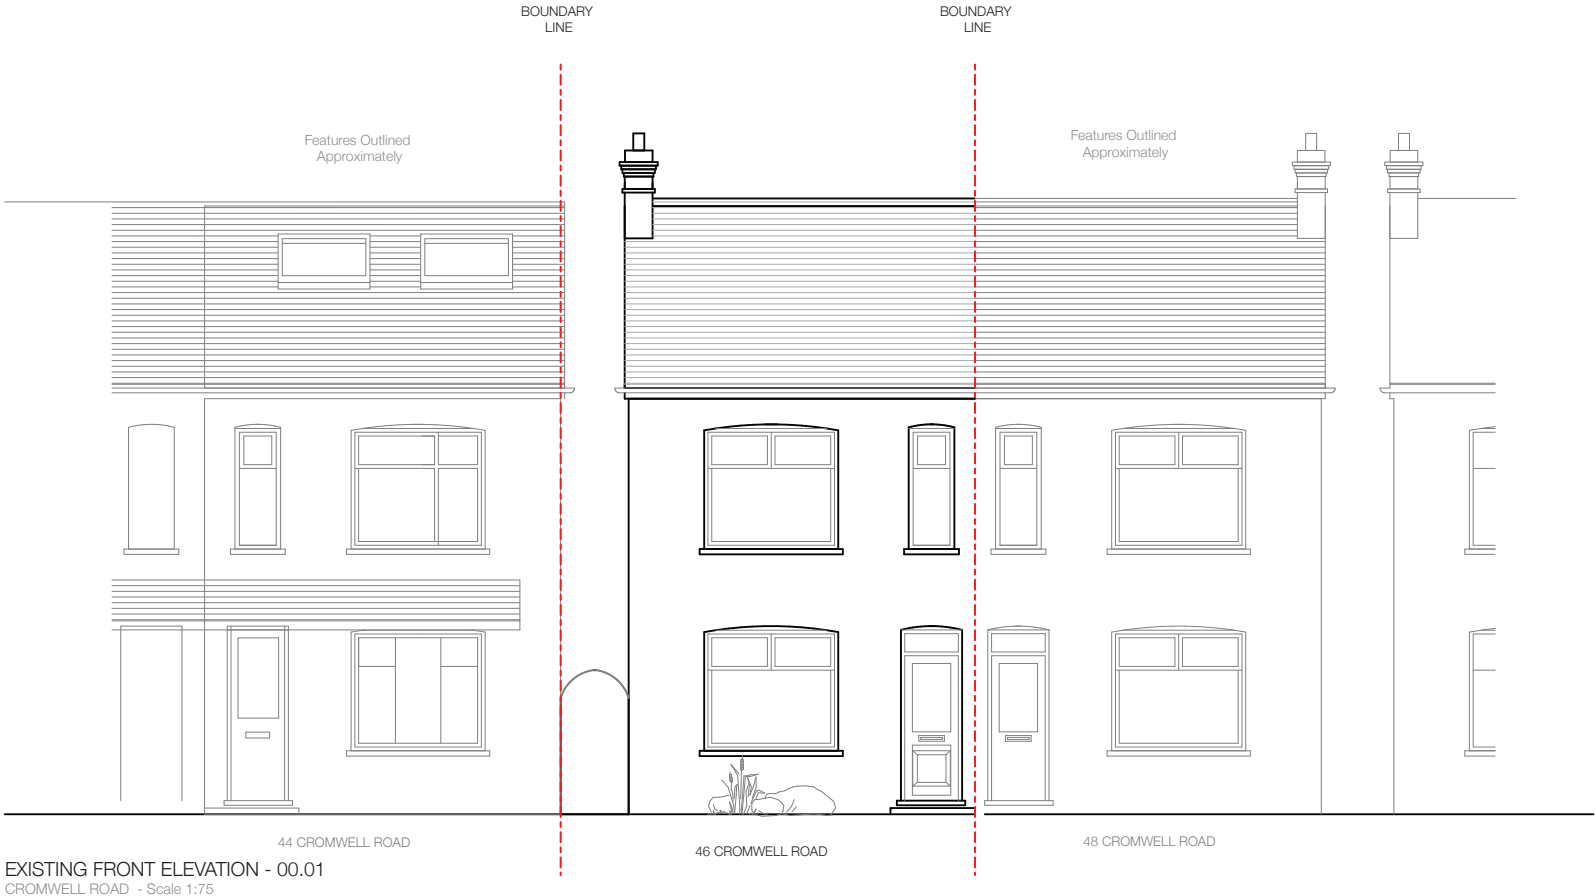 BOUNDARY
LINE
BOUNDARY
LINE
Features Outlined
Approximately
Features Outlined
Approximately
44 CROMWELL ROAD
46 CROMWELL ROAD
48 CROMWELL ROAD
EXISTING FRONT ELEVATION - 00.01
CROMWELL ROAD - Scale 1:75